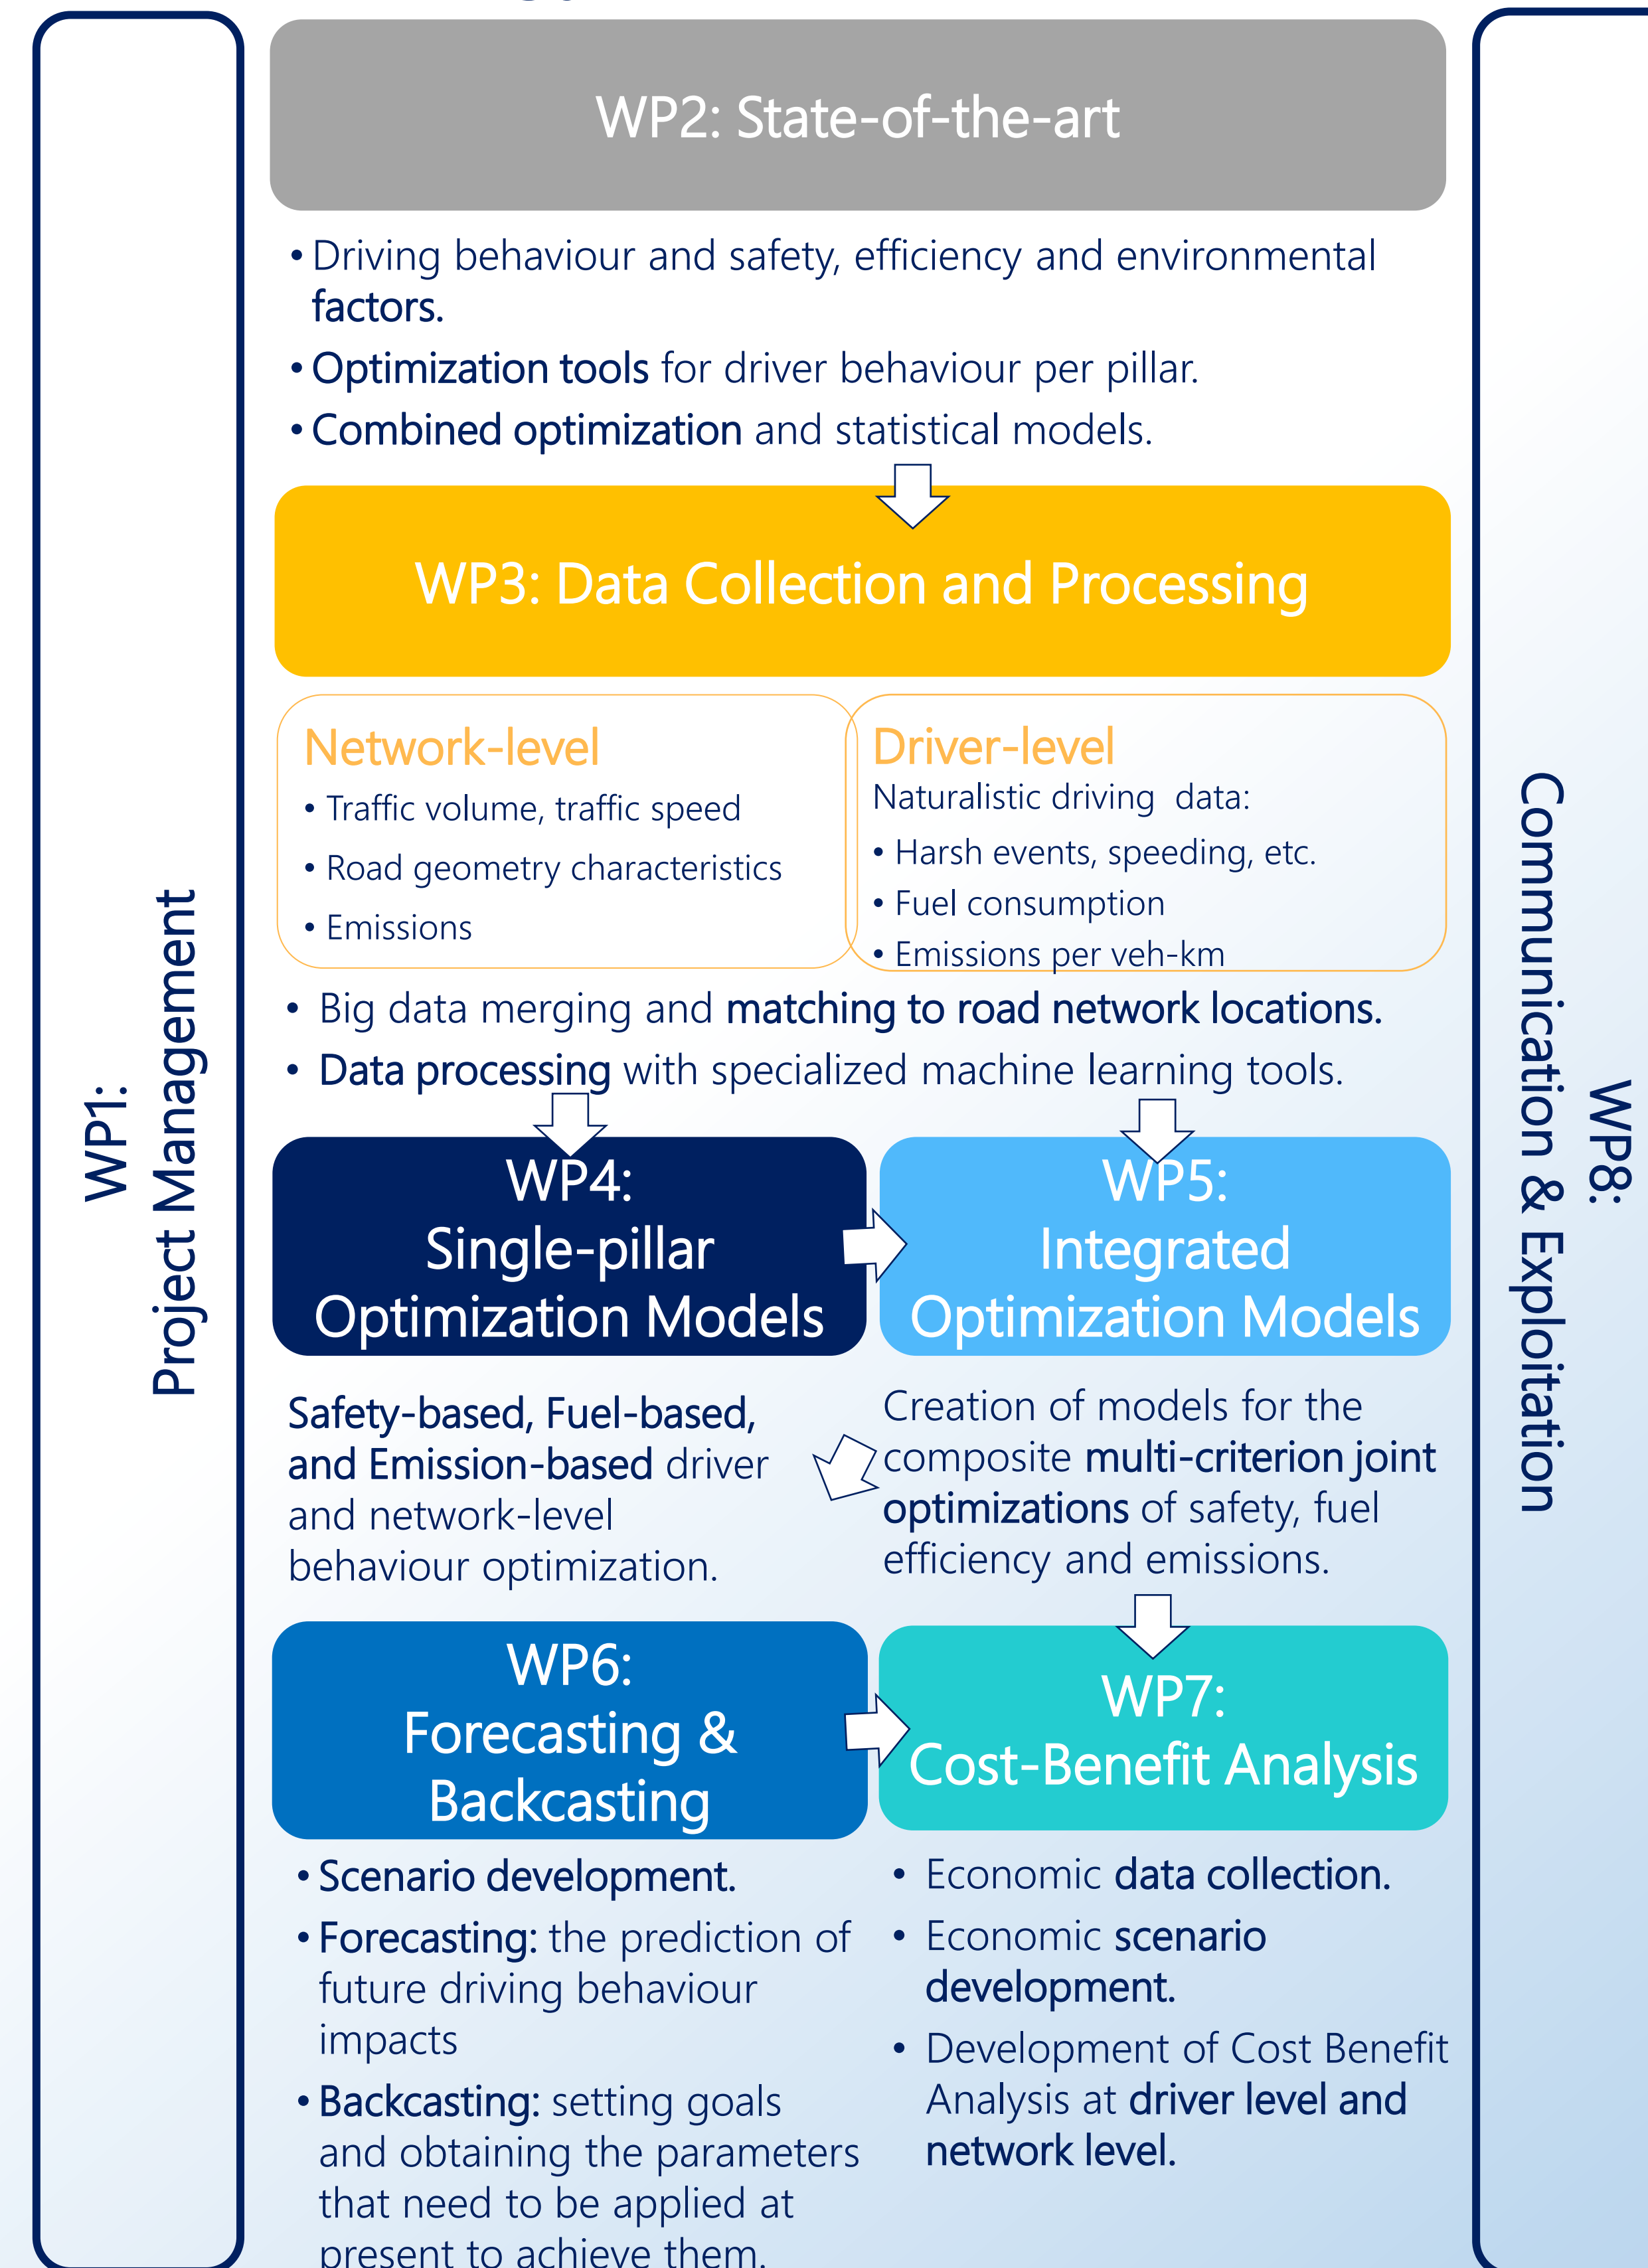 WP1:
Project Management
WP2: State-of-the-art
• Driving behaviour and safety, efficiency and environmental
factors.
• Optimization tools for driver behaviour per pillar.
• Combined optimization and statistical models.
WP3: Data Collection and Processing
Network-level
• Traffic volume, traffic speed
• Road geometry characteristics
• Emissions
Driver-level
Naturalistic driving data:
• Harsh events, speeding, etc.
• Fuel consumption
• Emissions per veh-km
• Big data merging and matching to road network locations.
• Data processing with specialized machine learning tools.
WP4:
Single-pillar
Optimization Models
Safety-based, Fuel-based,
and Emission-based driver
and network-level
behaviour optimization.
WP5:
Integrated
Optimization Models
Creation of models for the
composite multi-criterion joint
optimizations of safety, fuel
efficiency and emissions.
WP6:
Forecasting &
Backcasting
• Scenario development.
• Forecasting: the prediction of
future driving behaviour
impacts
• Backcasting: setting goals
and obtaining the parameters
that need to be applied at
present to achieve them.
WP7:
Cost-Benefit Analysis
• Economic data collection.
• Economic scenario
development.
• Development of Cost Benefit
Analysis at driver level and
network level.
WP8:
Communication & Exploitation